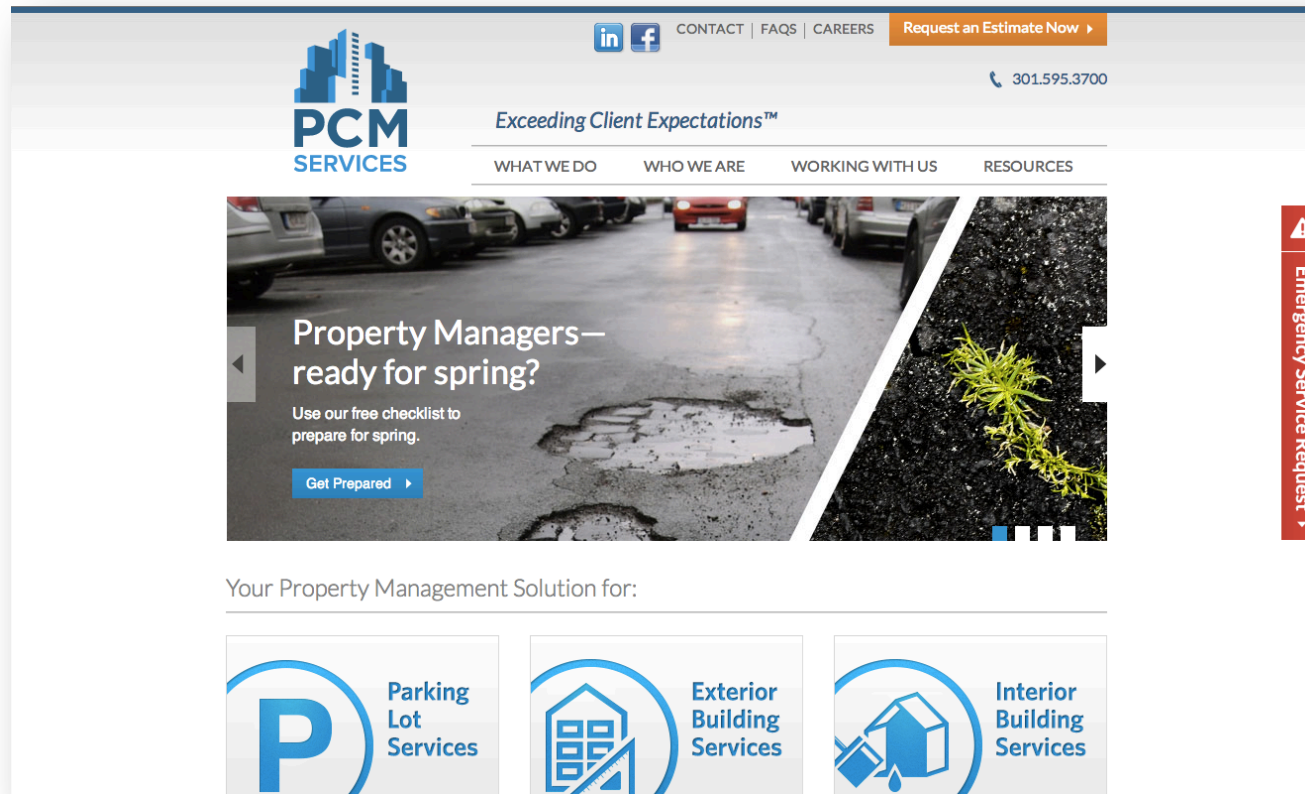 in f CONTACT | FAQS | CAREERS Request an Estimate Now
301.595.3700
PCM
SERVICES
Exceeding Client Expectations™
WHAT WE DO WHO WE ARE WORKING WITH US RESOURCES
Property Managers—
ready for spring?
Use our free checklist to
prepare for spring.
Get Prepared
Emergency Service Request
Your Property Management Solution for:
P
Parking
Lot
Services
Exterior
Building
Services
Interior
Building
Services